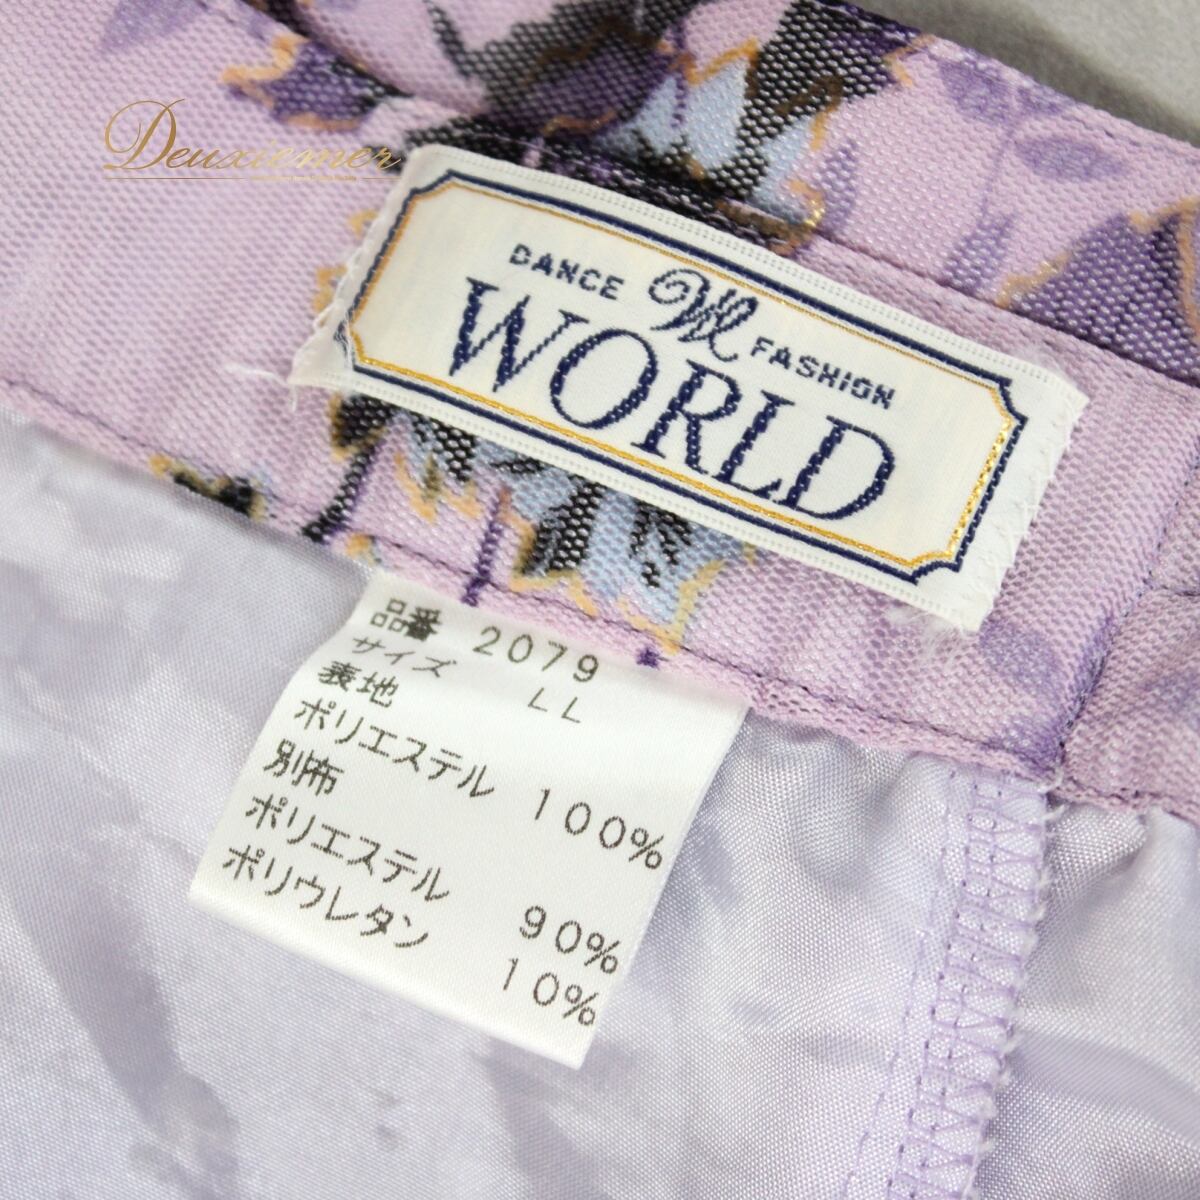 Deuxiemer
DANCE W FASHION
WORLD
品番 2079
サイズ LL
表地
ポリエステル 100%
別布
ポリエステル 90%
ポリウレタン 10%